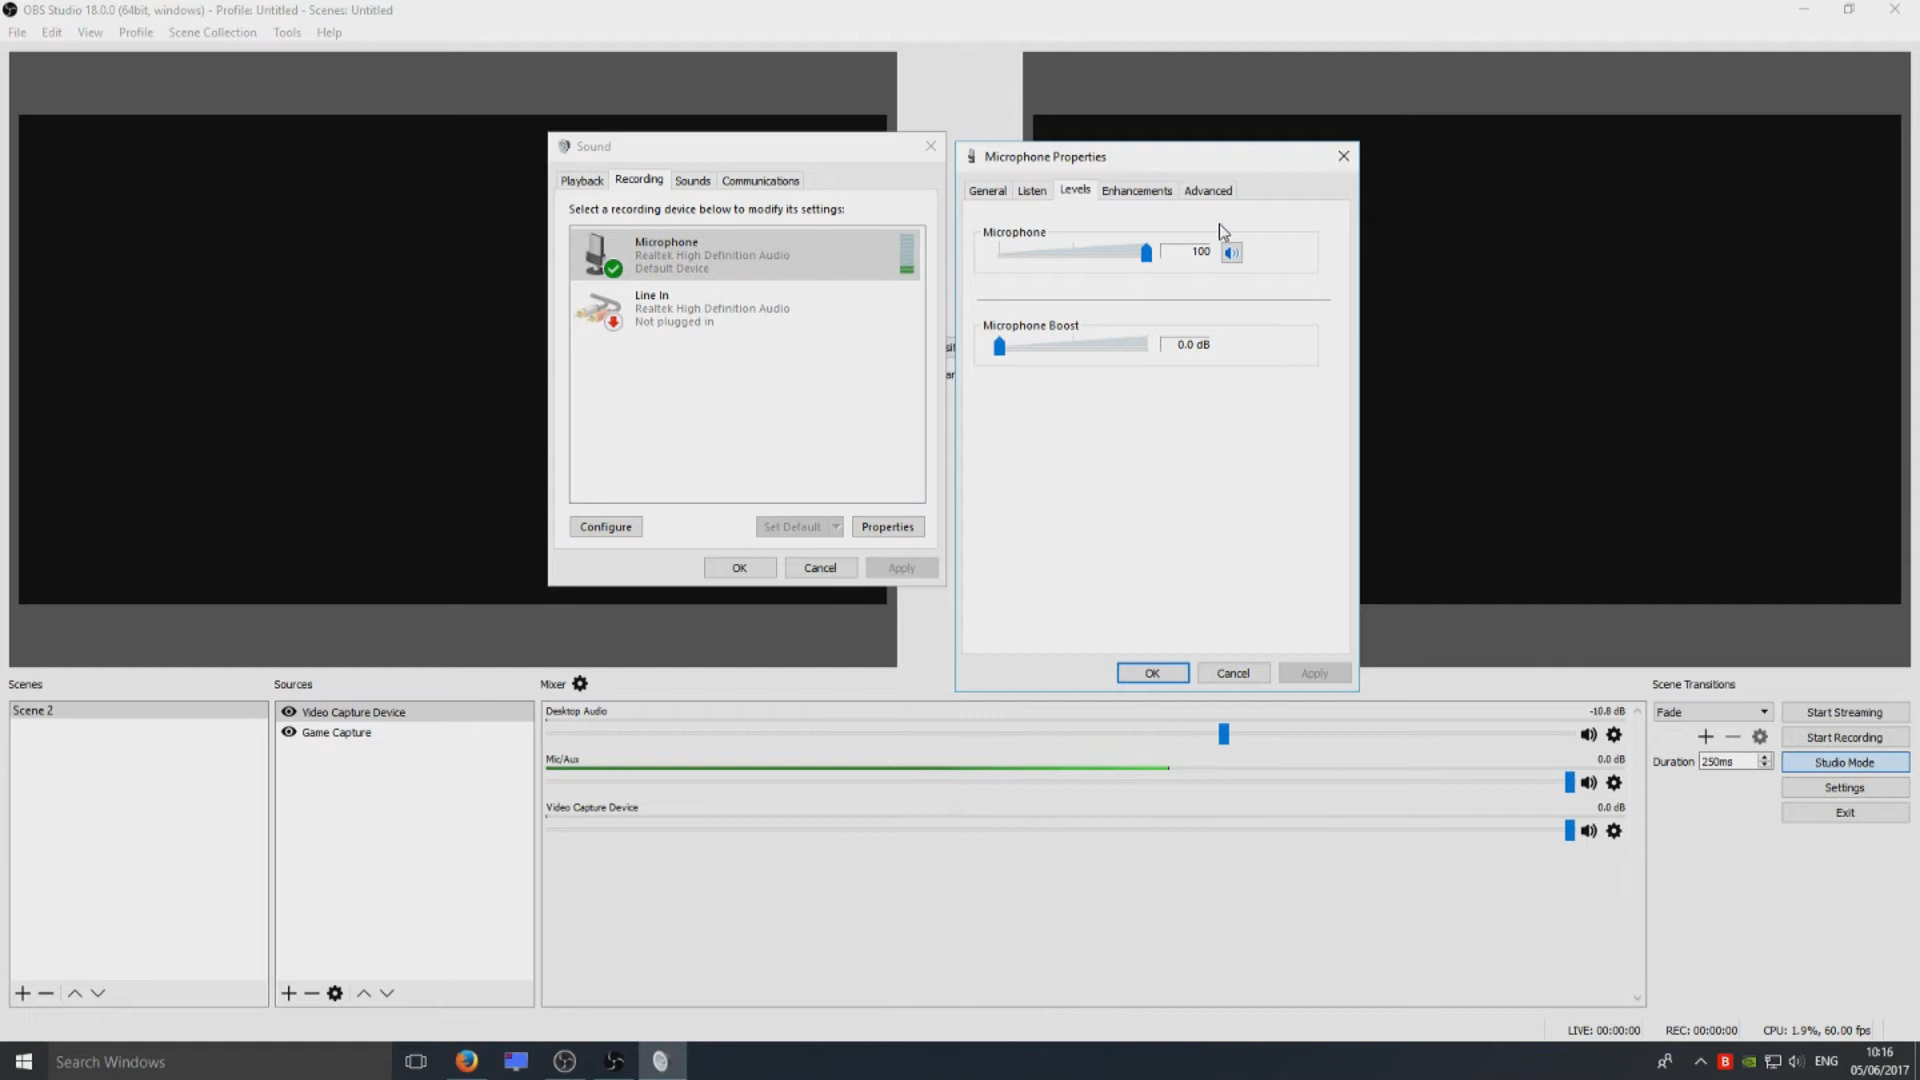 OBS Studio 18.0.0 (64bit, windows) - Profile: Untitled - Scenes: Untitled
File Edit View Profile Scene Collection Tools Help
Sound
Playback Recording Sounds Communications
Select a recording device below to modify its settings:
Microphone
Realtek High Definition Audio
Default Device
Line In
Realtek High Definition Audio
Not plugged in
Configure Set Default Properties
OK Cancel Apply
Microphone Properties
General Listen Levels Enhancements Advanced
Microphone
100
Microphone Boost
0.0 dB
OK Cancel Apply
Scenes
Scene 2
Sources
Video Capture Device
Game Capture
Mixer
Desktop Audio -10.8 dB
Mic/Aux 0.0 dB
Video Capture Device 0.0 dB
Scene Transitions
Fade
Duration 250ms
Start Streaming
Start Recording
Studio Mode
Settings
Exit
LIVE: 00:00:00 REC: 00:00:00 CPU: 1.9%, 60.00 fps
Search Windows
B
ENG
10:16
05/06/2017